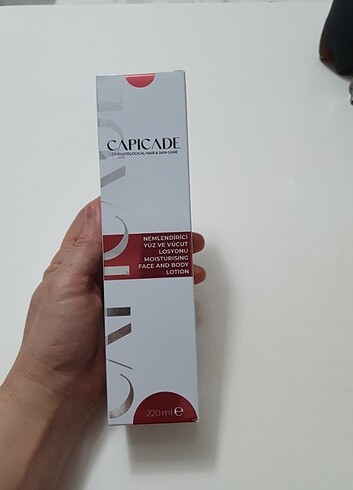 CAPICADE
DERMATOLOGICAL HAIR & SKIN CARE
NEMLENDİRİCİ
YÜZ VE VÜCUT
LOSYONU
MOISTURISING
FACE AND BODY
LOTION
220 ml e
CAPICADE